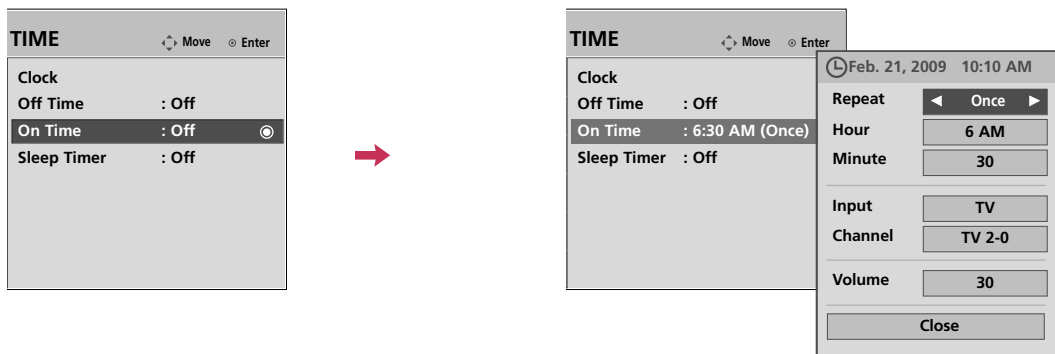 TIME Move Enter
Clock
Off Time : Off
On Time : Off
Sleep Timer : Off
TIME Move Enter
Clock
Off Time : Off
On Time : 6:30 AM (Once)
Sleep Timer : Off
Feb. 21, 2009 10:10 AM
Repeat ◀ Once ▶
Hour 6 AM
Minute 30
Input TV
Channel TV 2-0
Volume 30
Close